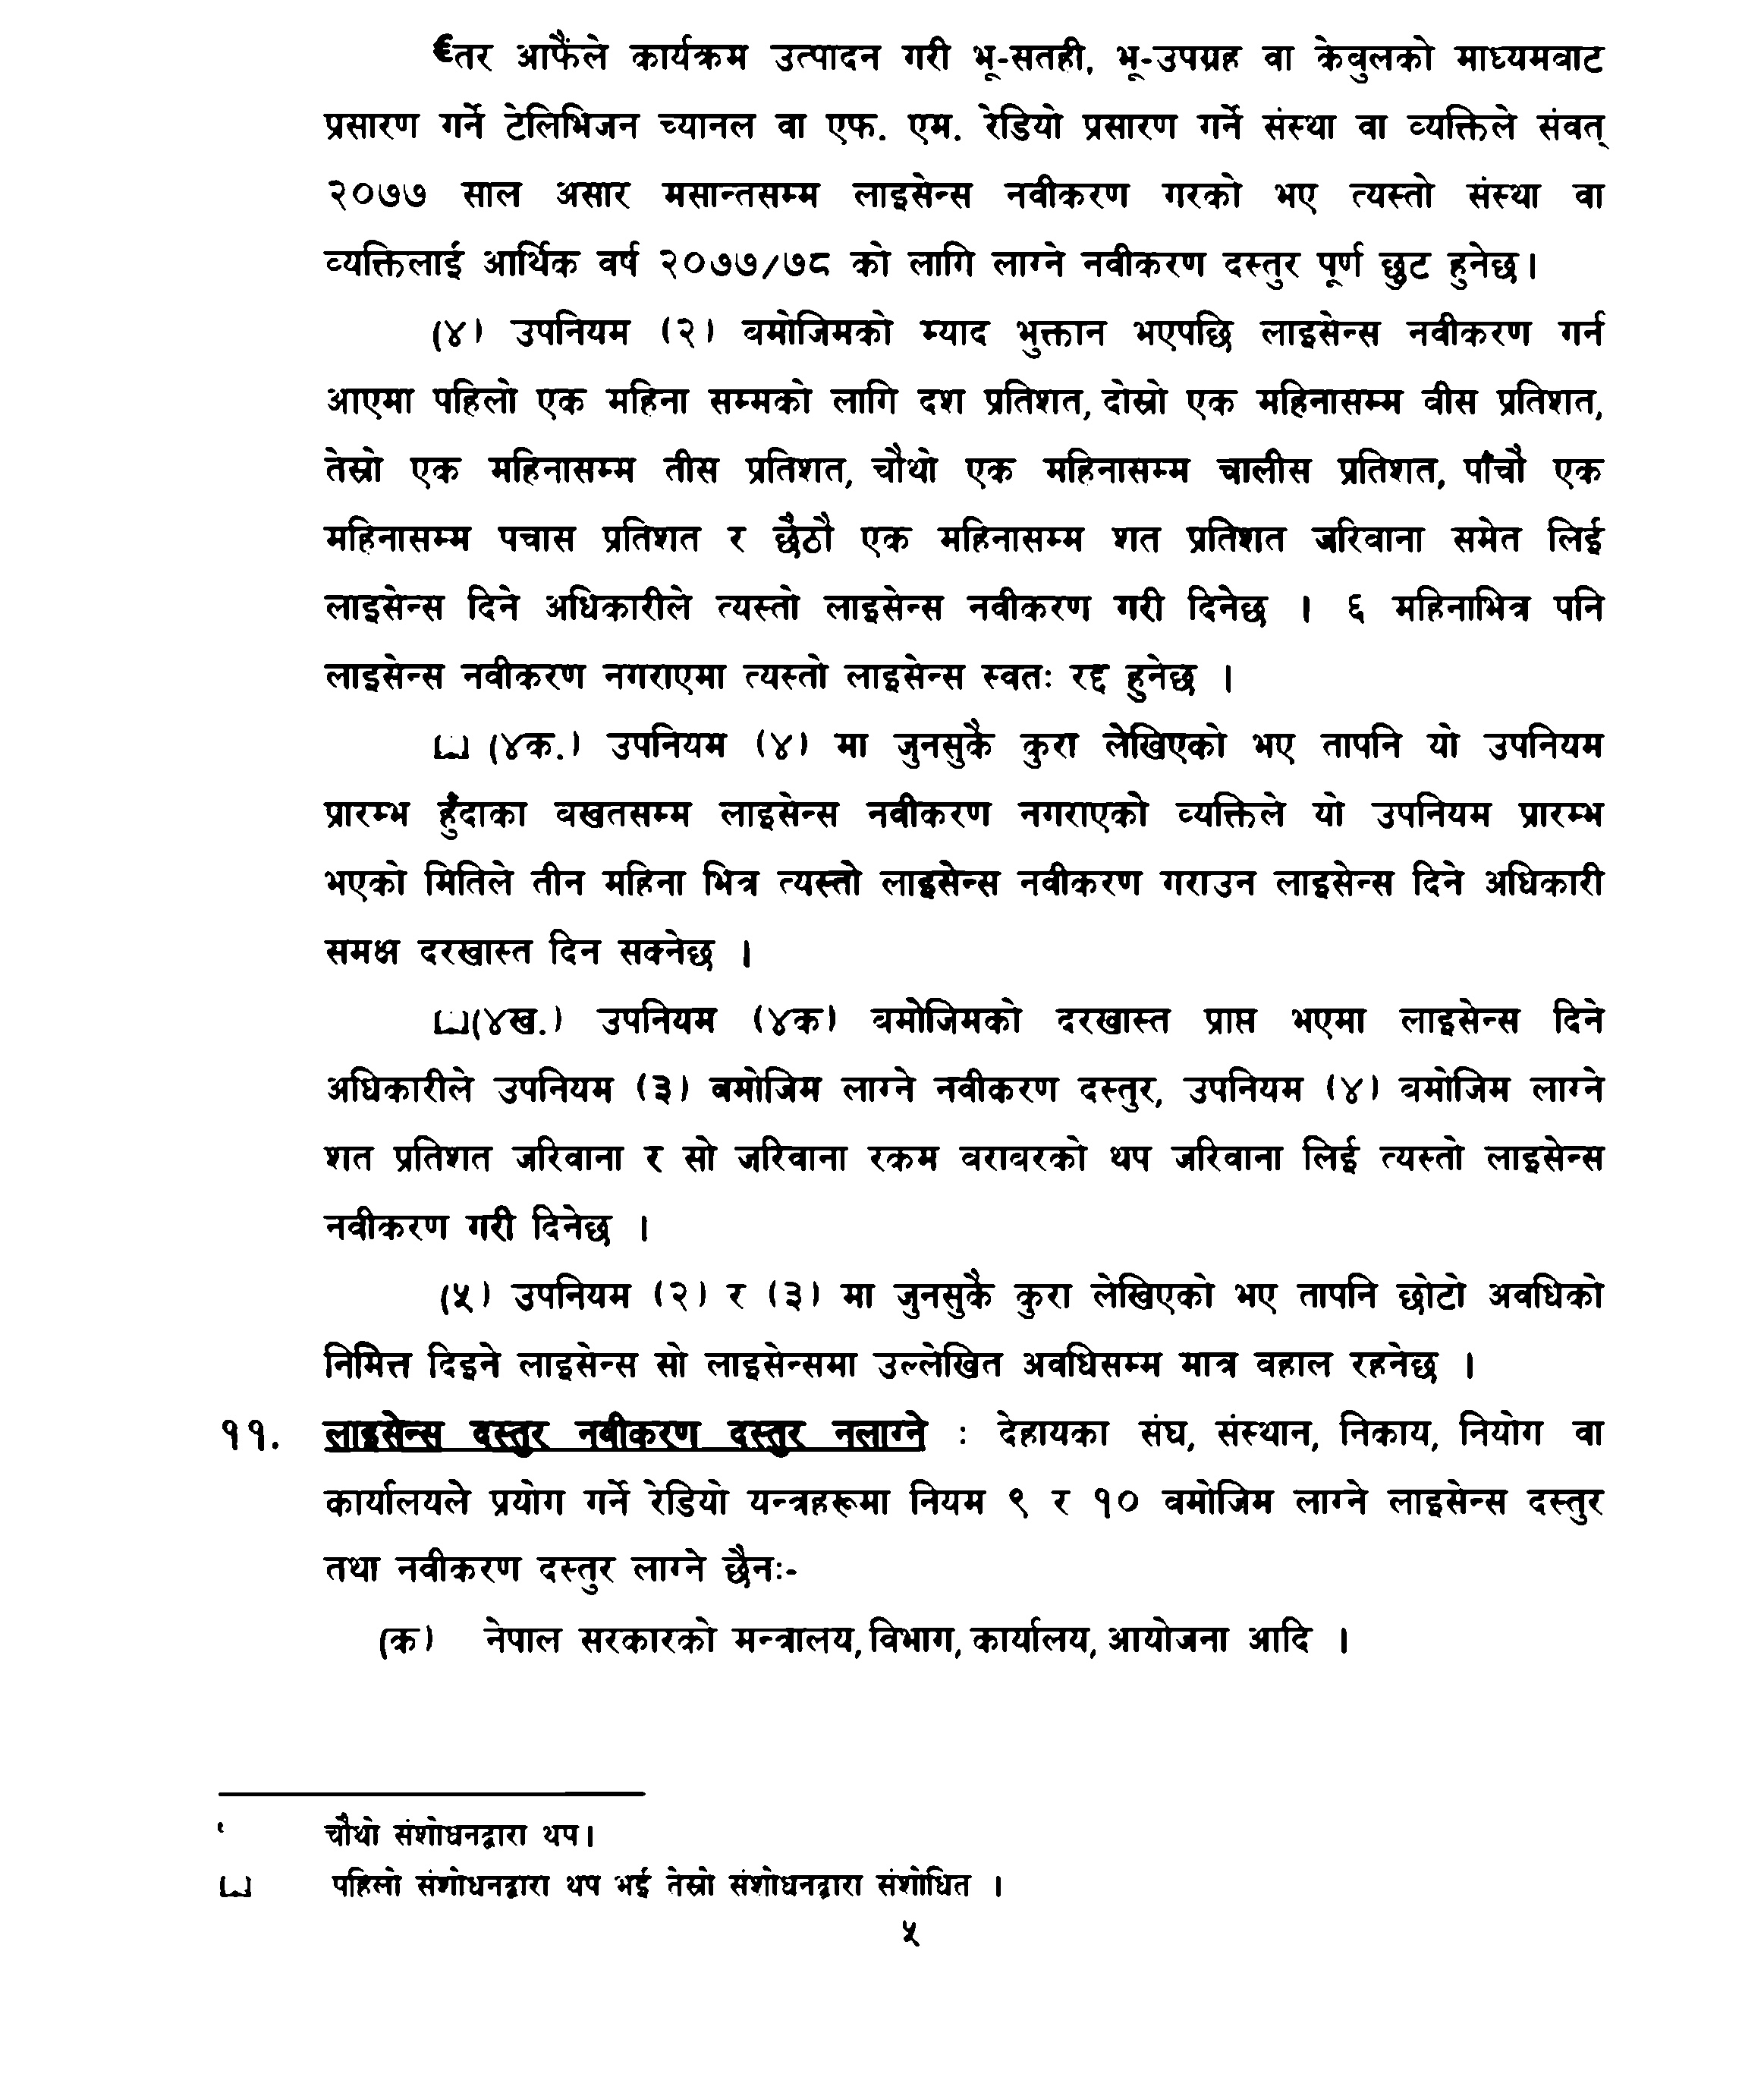 €तर आफैंले कार्यक्रम उत्पादन गरी भू-सतही, भू-उपग्रह वा केबुलको माध्यमबाट
प्रसारण गर्ने टेलिभिजन च्यानल वा एफ. एम. रेडियो प्रसारण गर्ने संस्था वा व्यक्तिले संवत्
२०७७ साल असार मसान्तसम्म लाइसेन्स नवीकरण गरको भए त्यस्तो संस्था वा
व्यक्तिलाई आर्थिक वर्ष २०७७/७८ को लागि लाग्ने नवीकरण दस्तुर पूर्ण छुट हुनेछ।
(४) उपनियम (२) बमोजिमको म्याद भुक्तान भएपछि लाइसेन्स नवीकरण गर्न
आएमा पहिलो एक महिना सम्मको लागि दश प्रतिशत, दोस्रो एक महिनासम्म बीस प्रतिशत,
तेस्रो एक महिनासम्म तीस प्रतिशत, चौथो एक महिनासम्म चालीस प्रतिशत, पाँचौ एक
महिनासम्म पचास प्रतिशत र छैठौ एक महिनासम्म शत प्रतिशत जरिवाना समेत लिई
लाइसेन्स दिने अधिकारीले त्यस्तो लाइसेन्स नवीकरण गरी दिनेछ । ६ महिनाभित्र पनि
लाइसेन्स नवीकरण नगराएमा त्यस्तो लाइसेन्स स्वतः रद्द हुनेछ ।
(४क.) उपनियम (४) मा जुनसुकै कुरा लेखिएको भए तापनि यो उपनियम
प्रारम्भ हुँदाका बखतसम्म लाइसेन्स नवीकरण नगराएको व्यक्तिले यो उपनियम प्रारम्भ
भएको मितिले तीन महिना भित्र त्यस्तो लाइसेन्स नवीकरण गराउन लाइसेन्स दिने अधिकारी
समक्ष दरखास्त दिन सक्नेछ ।
(४ख.) उपनियम (४क) बमोजिमको दरखास्त प्राप्त भएमा लाइसेन्स दिने
अधिकारीले उपनियम (३) बमोजिम लाग्ने नवीकरण दस्तुर, उपनियम (४) बमोजिम लाग्ने
शत प्रतिशत जरिवाना र सो जरिवाना रकम बराबरको थप जरिवाना लिई त्यस्तो लाइसेन्स
नवीकरण गरी दिनेछ ।
(५) उपनियम (२) र (३) मा जुनसुकै कुरा लेखिएको भए तापनि छोटो अवधिको
निमित्त दिइने लाइसेन्स सो लाइसेन्समा उल्लेखित अवधिसम्म मात्र बहाल रहनेछ ।
११. लाइसेन्स दस्तुर नवीकरण दस्तुर नलाग्ने : देहायका संघ, संस्थान, निकाय, नियोग वा
कार्यालयले प्रयोग गर्ने रेडियो यन्त्रहरूमा नियम ९ र १० बमोजिम लाग्ने लाइसेन्स दस्तुर
तथा नवीकरण दस्तुर लाग्ने छैनः-
(क) नेपाल सरकारको मन्त्रालय, विभाग, कार्यालय, आयोजना आदि ।
चौथो संशोधनद्वारा थप।
पहिलो संशोधनद्वारा थप भई तेस्रो संशोधनद्वारा संशोधित ।
५